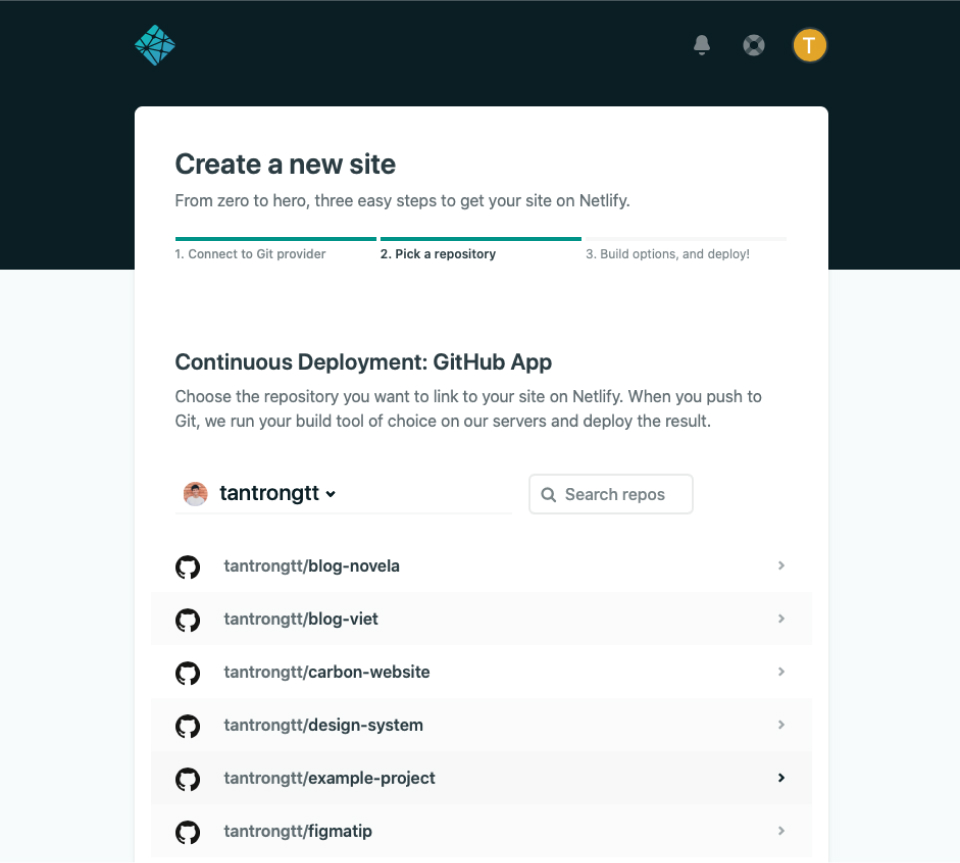 T
Create a new site
From zero to hero, three easy steps to get your site on Netlify.
1. Connect to Git provider
2. Pick a repository
3. Build options, and deploy!
Continuous Deployment: GitHub App
Choose the repository you want to link to your site on Netlify. When you push to
Git, we run your build tool of choice on our servers and deploy the result.
tantrongtt
Search repos
tantrongtt/blog-novela
tantrongtt/blog-viet
tantrongtt/carbon-website
tantrongtt/design-system
tantrongtt/example-project
tantrongtt/figmatip